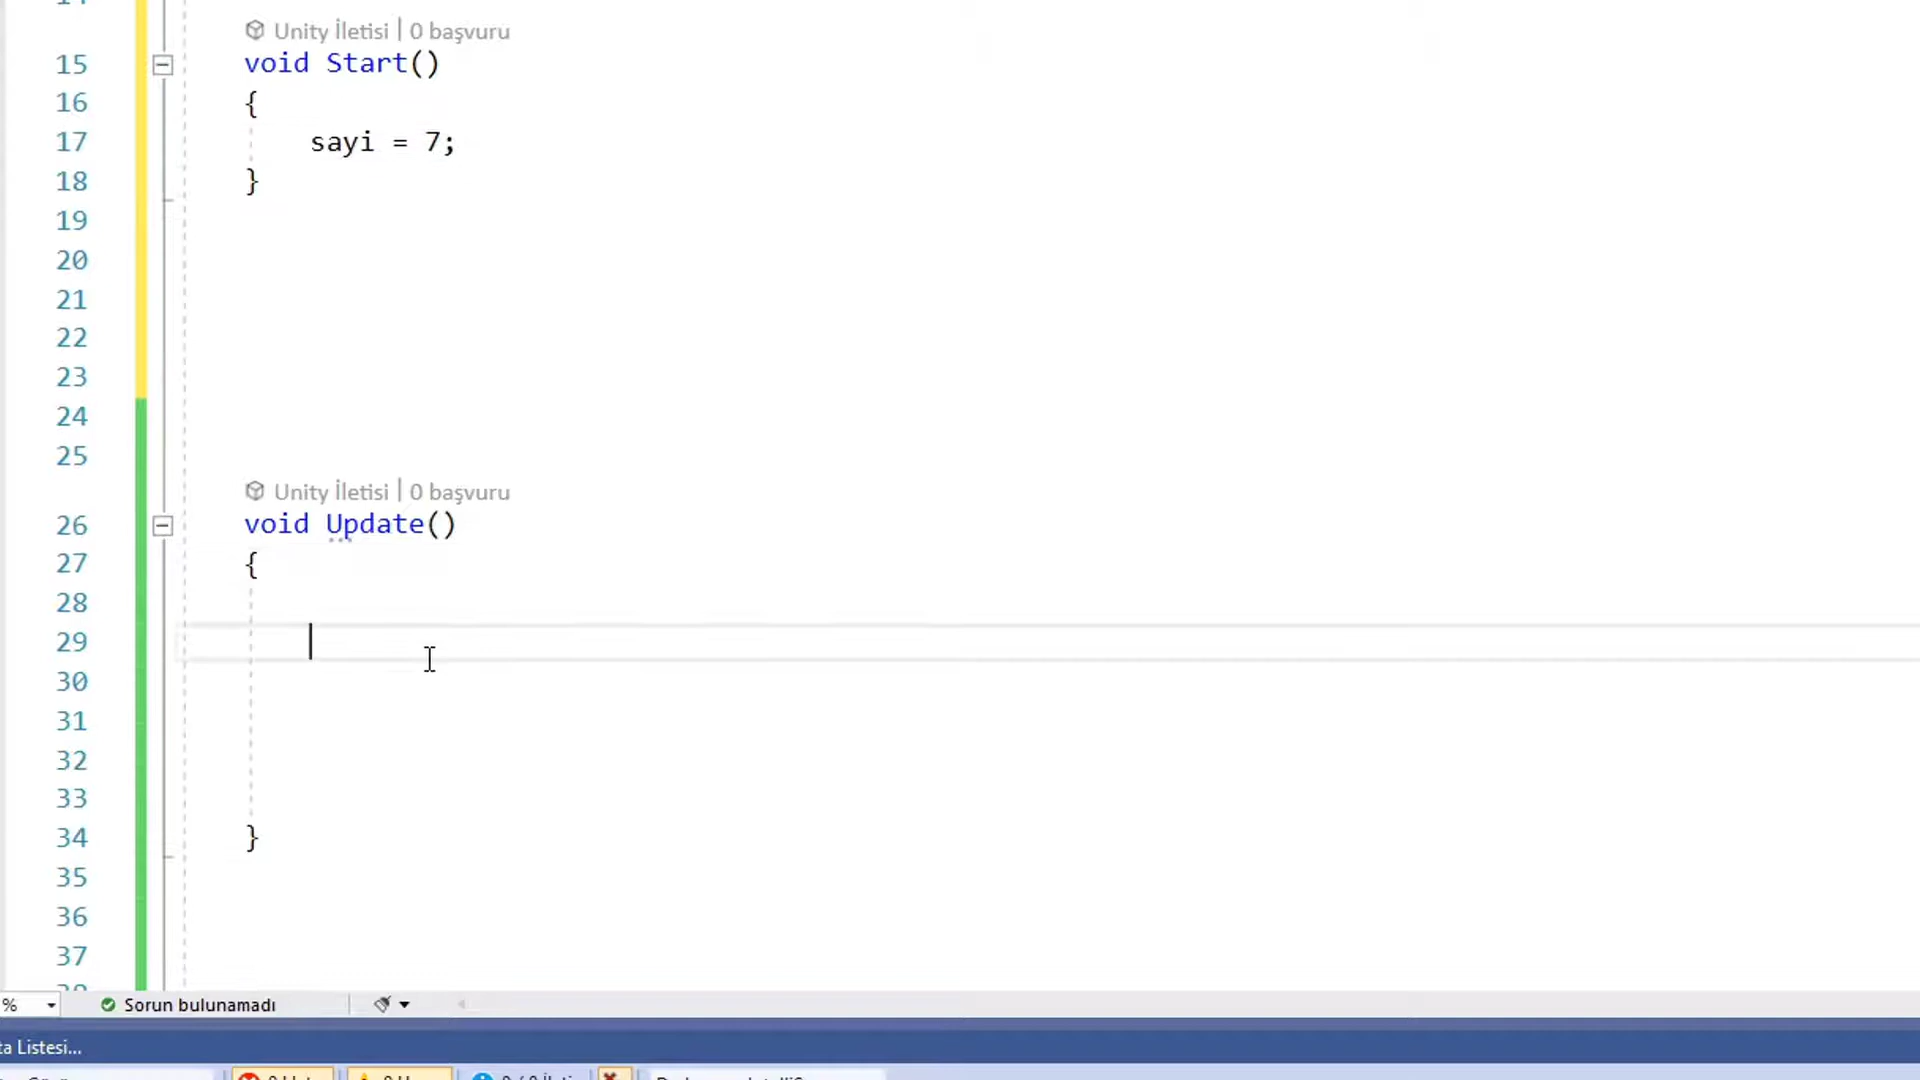 Unity İletisi | 0 başvuru
15 void Start()
16 {
17 sayi = 7;
18 }
19
20
21
22
23
24
25
Unity İletisi | 0 başvuru
26 void Update()
27 {
28
29
30
31
32
33
34 }
35
36
37
% Sorun bulunamadı
Listesi...